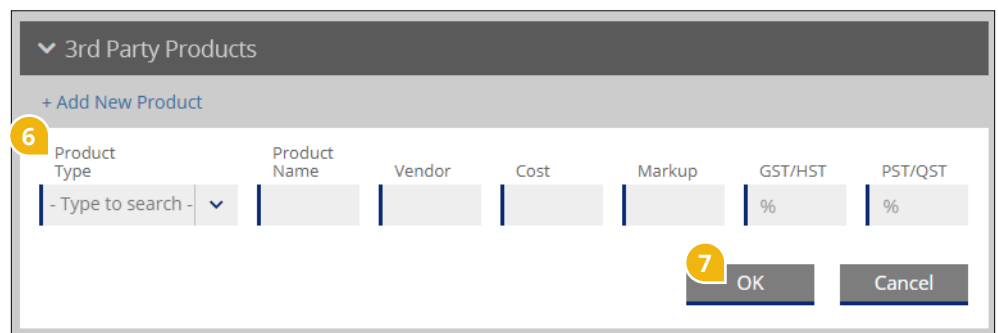 3rd Party Products
+ Add New Product
6
Product Type
Product Name
Vendor
Cost
Markup
GST/HST
PST/QST
- Type to search -
%
%
7
OK
Cancel